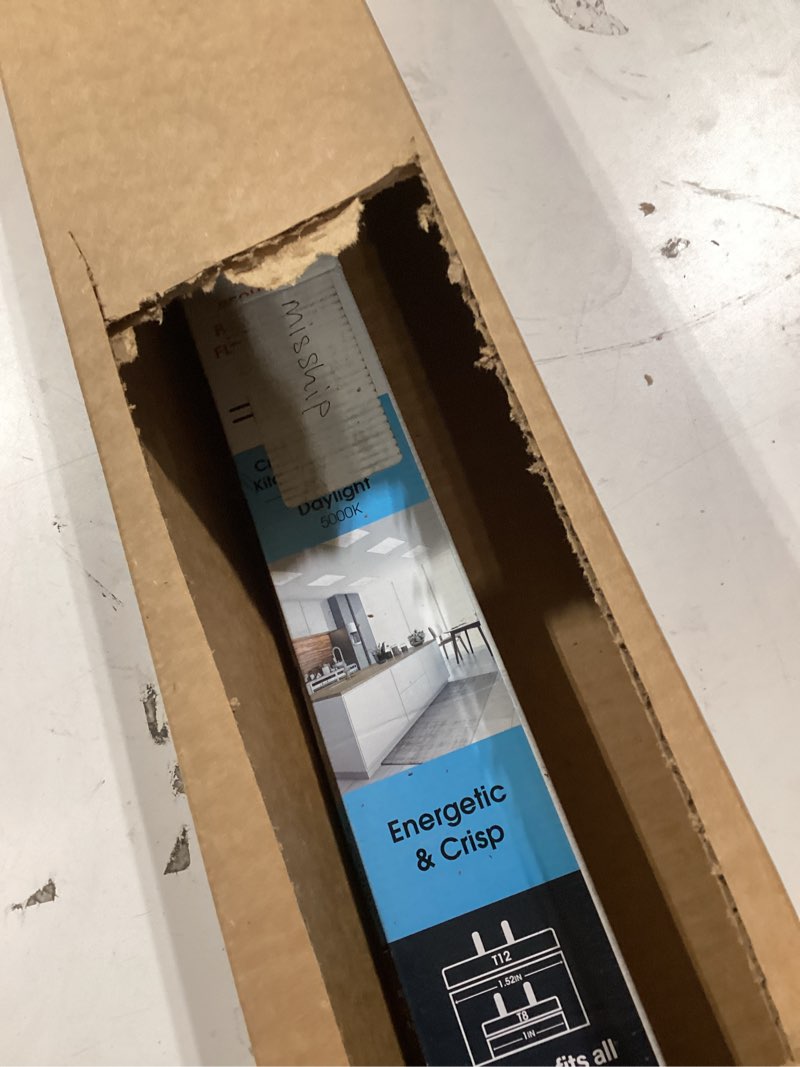 misship
Daylight
5000K
Energetic
& Crisp
T12
1.52IN
T8
1IN
fits all